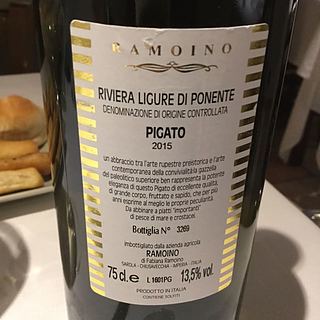 RAMOINO
RIVIERA LIGURE DI PONENTE
DENOMINAZIONE DI ORIGINE CONTROLLATA
PIGATO
2015
un abbraccio tra l'arte rupestre preistorica e l'arte
contemporanea della convivialità:la gazzella
del paleolitico superiore ben rappresenta la potente
eleganza di questo Pigato di eccellente qualità,
di grande corpo, fruttato e sapido, che per più
anni esprime al meglio le proprie peculiarità.
Da abbinare a piatti "importanti"
di pesce di mare e crostacei.
Bottiglia N° 3269
imbottigliato dalla azienda agricola
RAMOINO
di Fabiana Ramoino
SAROLA - CHIUSAVECCHIA - IMPERIA - ITALIA
75 cl.e L 1601PG 13,5% vol.
PRODOTTO IN ITALIA
CONTIENE SOLFITI